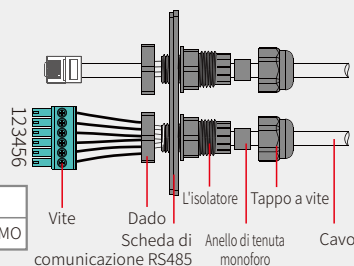 123456
L'isolatore
Tappo a vite
Vite
Dado
Scheda di
comunicazione RS485
Anello di tenuta
monoforo
Cavo
MO